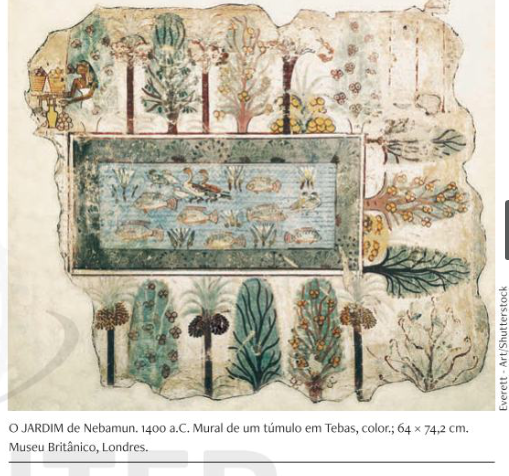 Everett - Art/Shutterstock
O JARDIM de Nebamun. 1400 a.C. Mural de um túmulo em Tebas, color.; 64 × 74,2 cm.
Museu Britânico, Londres.